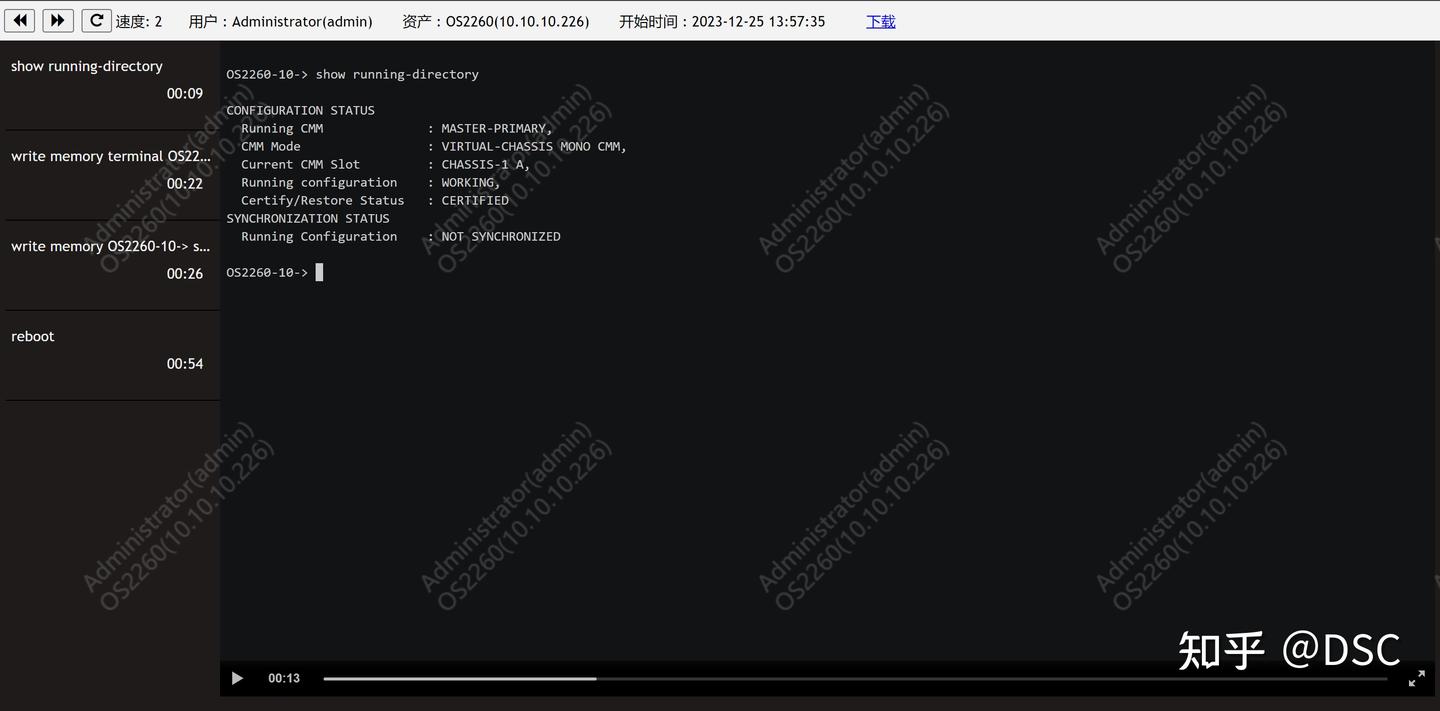 速度: 2 用户：Administrator(admin) 资产：OS2260(10.10.10.226) 开始时间：2023-12-25 13:57:35 下载
show running-directory
00:09
write memory terminal OS22...
00:22
write memory OS2260-10-> s...
00:26
reboot
00:54
OS2260-10-> show running-directory
CONFIGURATION STATUS
Running CMM : MASTER-PRIMARY,
CMM Mode : VIRTUAL-CHASSIS MONO CMM,
Current CMM Slot : CHASSIS-1 A,
Running configuration : WORKING,
Certify/Restore Status : CERTIFIED
SYNCHRONIZATION STATUS
Running Configuration : NOT SYNCHRONIZED
OS2260-10->
Administrator(admin)
OS2260(10.10.10.226)
Administrator(admin)
OS2260(10.10.10.226)
Administrator(admin)
OS2260(10.10.10.226)
Administrator(admin)
OS2260(10.10.10.226)
Administrator(admin)
OS2260(10.10.10.226)
Administrator(admin)
OS2260(10.10.10.226)
Administrator(admin)
OS2260(10.10.10.226)
Administrator(admin)
OS2260(10.10.10.226)
知乎 @DSC
00:13